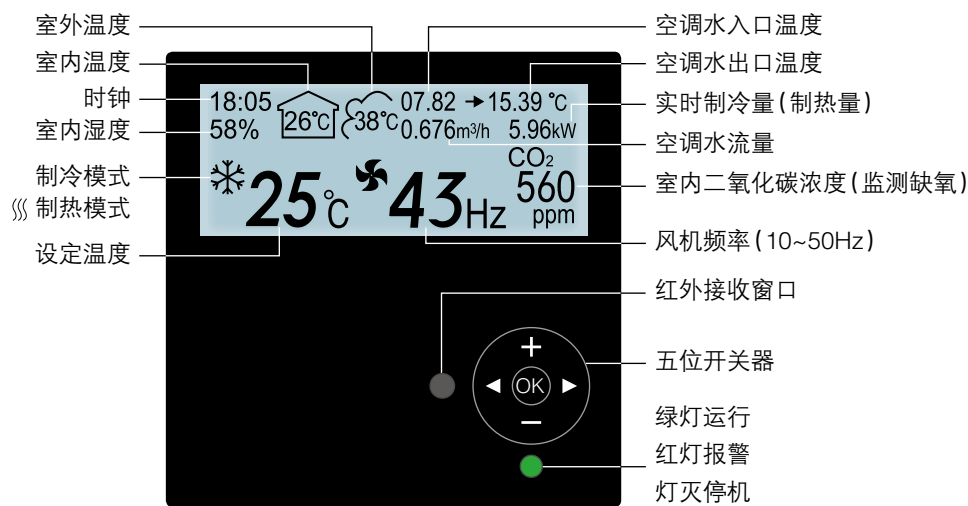 室外温度
室内温度
时钟
室内湿度
制冷模式
制热模式
设定温度
18:05
58%
26℃
38℃
07.82 → 15.39 ℃
0.676m³/h 5.96kW
25℃
43Hz
CO₂
560
ppm
空调水入口温度
空调水出口温度
实时制冷量(制热量)
空调水流量
室内二氧化碳浓度(监测缺氧)
风机频率(10~50Hz)
红外接收窗口
五位开关器
+
◀ OK ▶
−
绿灯运行
红灯报警
灯灭停机